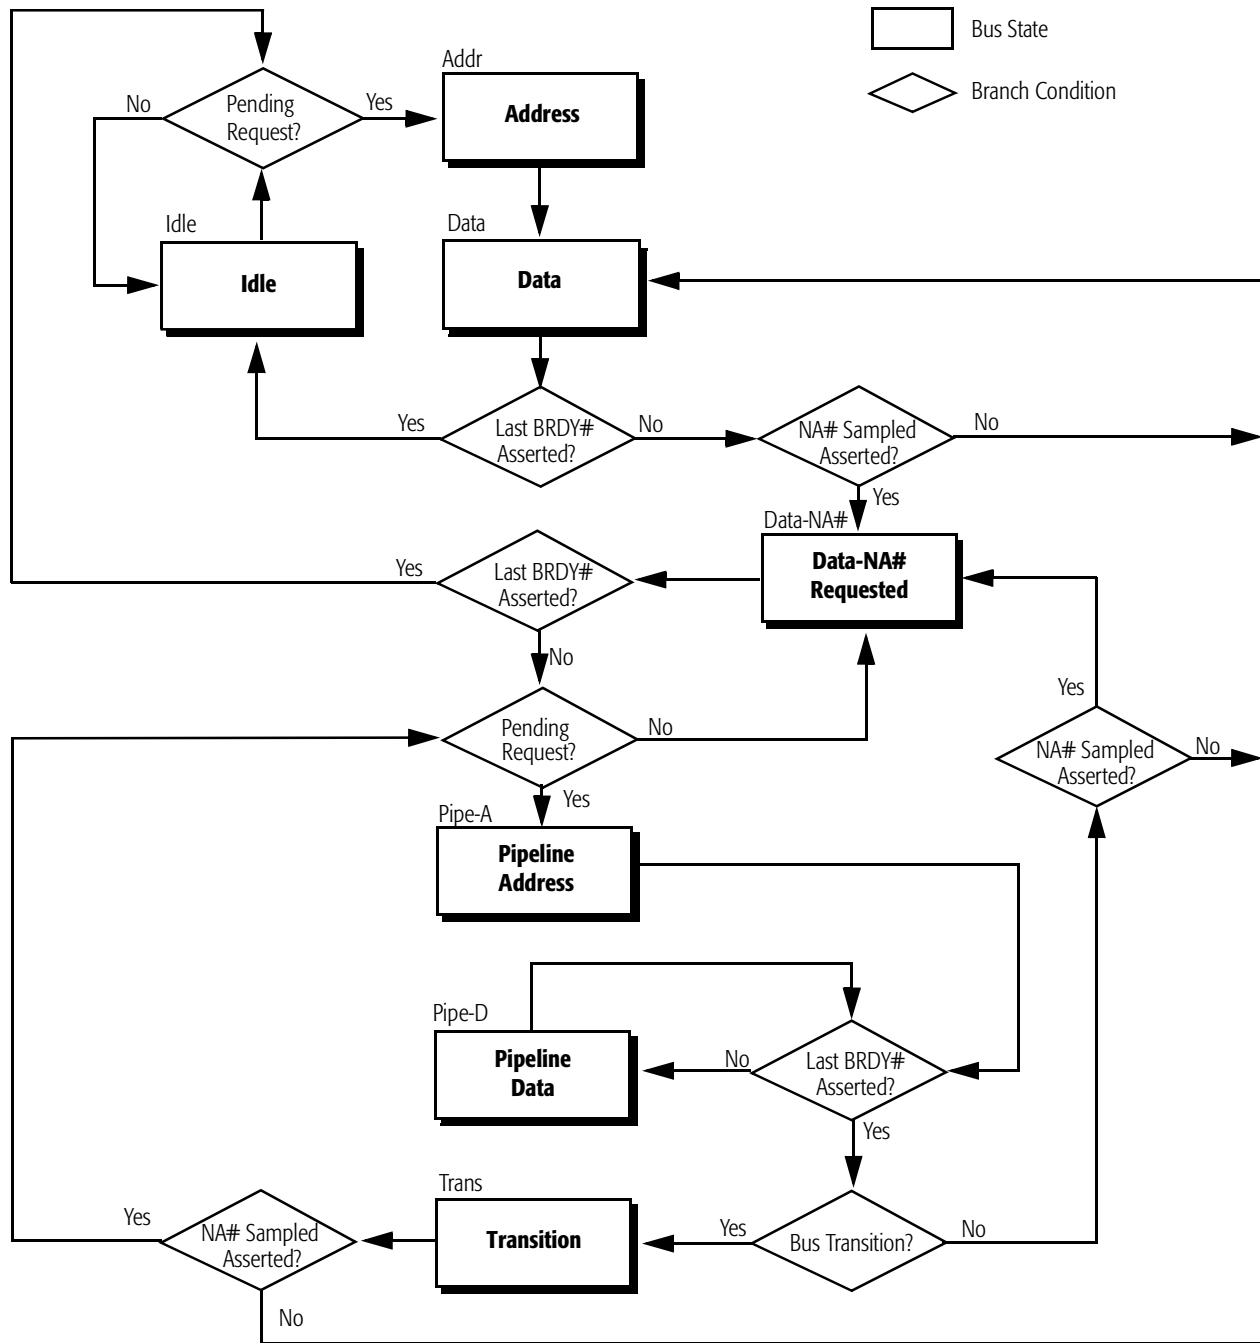 Bus State
Addr
No
Pending
Request?
Yes
Address
Branch Condition
Idle
Data
Idle
Data
Yes
Last BRDY#
Asserted?
No
NA# Sampled
Asserted?
No
Yes
Data-NA#
Yes
Last BRDY#
Asserted?
Data-NA#
Requested
No
Yes
Pending
Request?
No
NA# Sampled
Asserted?
No
Yes
Pipe-A
Pipeline
Address
Pipe-D
Pipeline
Data
No
Last BRDY#
Asserted?
Yes
Trans
Yes
NA# Sampled
Asserted?
Transition
Yes
Bus Transition?
No
No